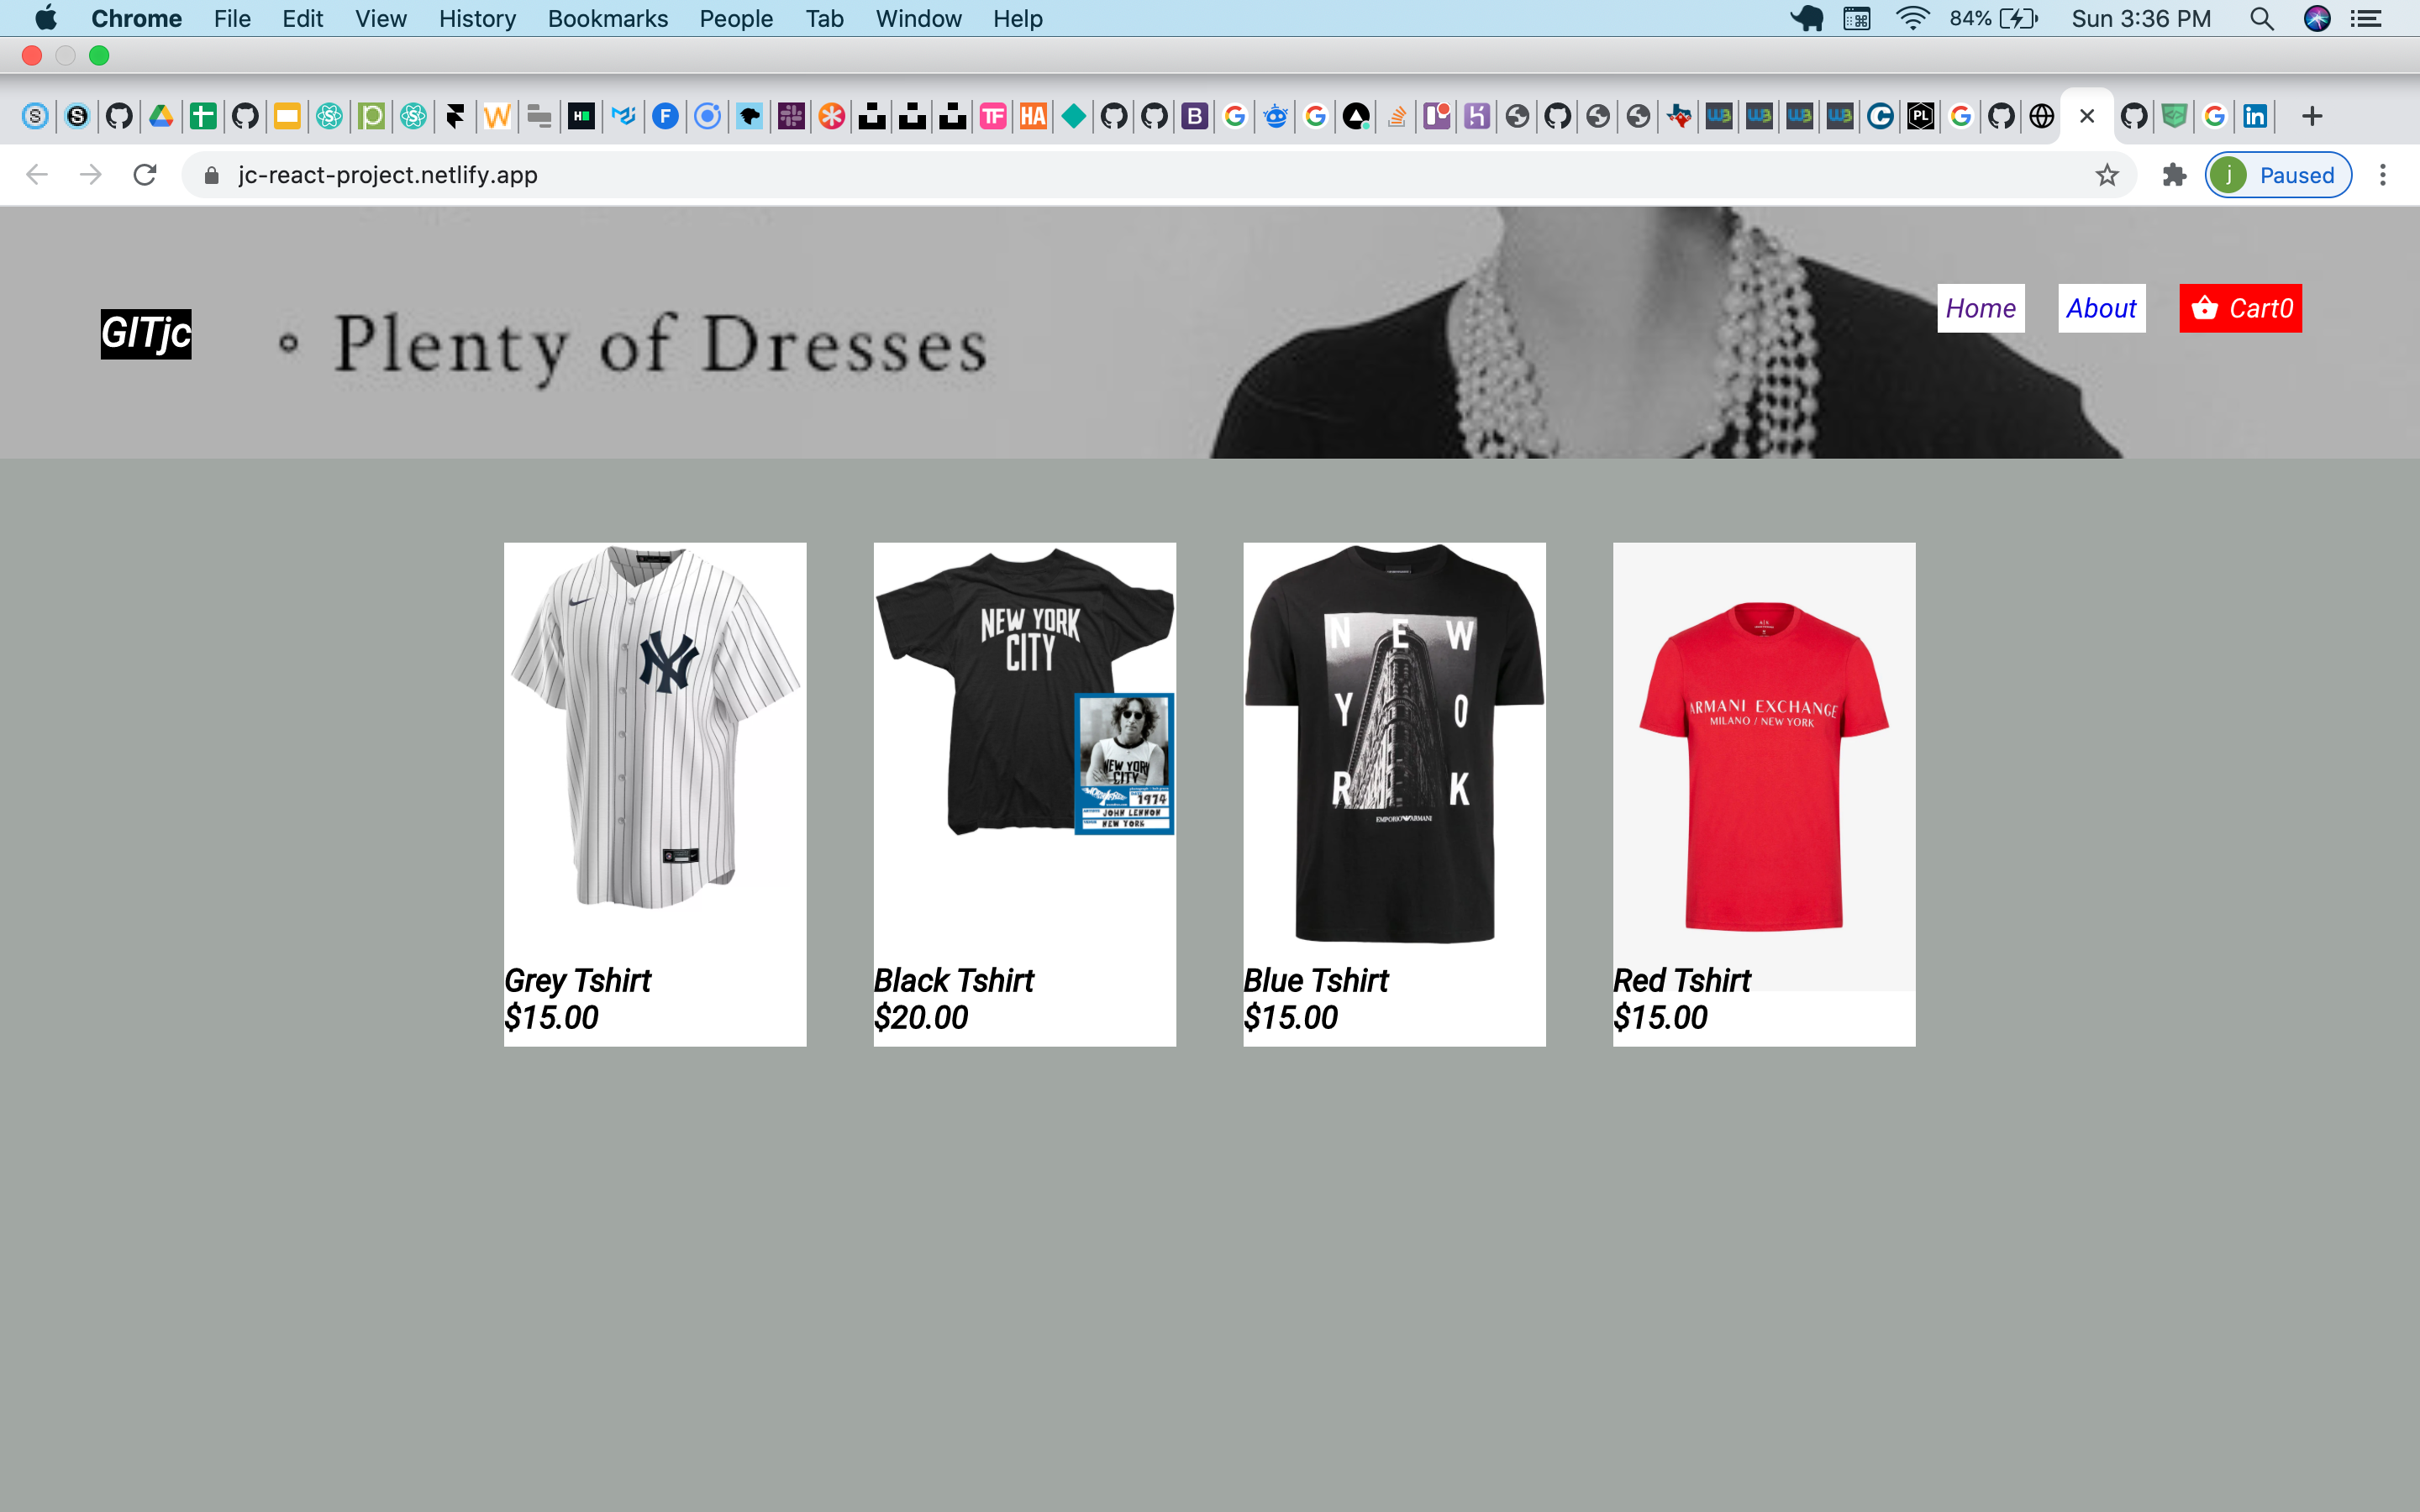 Chrome File Edit View History Bookmarks People Tab Window Help 84% Sun 3:36 PM
jc-react-project.netlify.app j Paused
GITjc
Plenty of Dresses
Home About Cart0
NY
NEW YORK
CITY
NEW YORK
CITY
1974
JOHN LENNON
NEW YORK
N E W
Y O
R K
EMPORIO ARMANI
a|x
ARMANI EXCHANGE
MILANO / NEW YORK
Grey Tshirt
$15.00
Black Tshirt
$20.00
Blue Tshirt
$15.00
Red Tshirt
$15.00